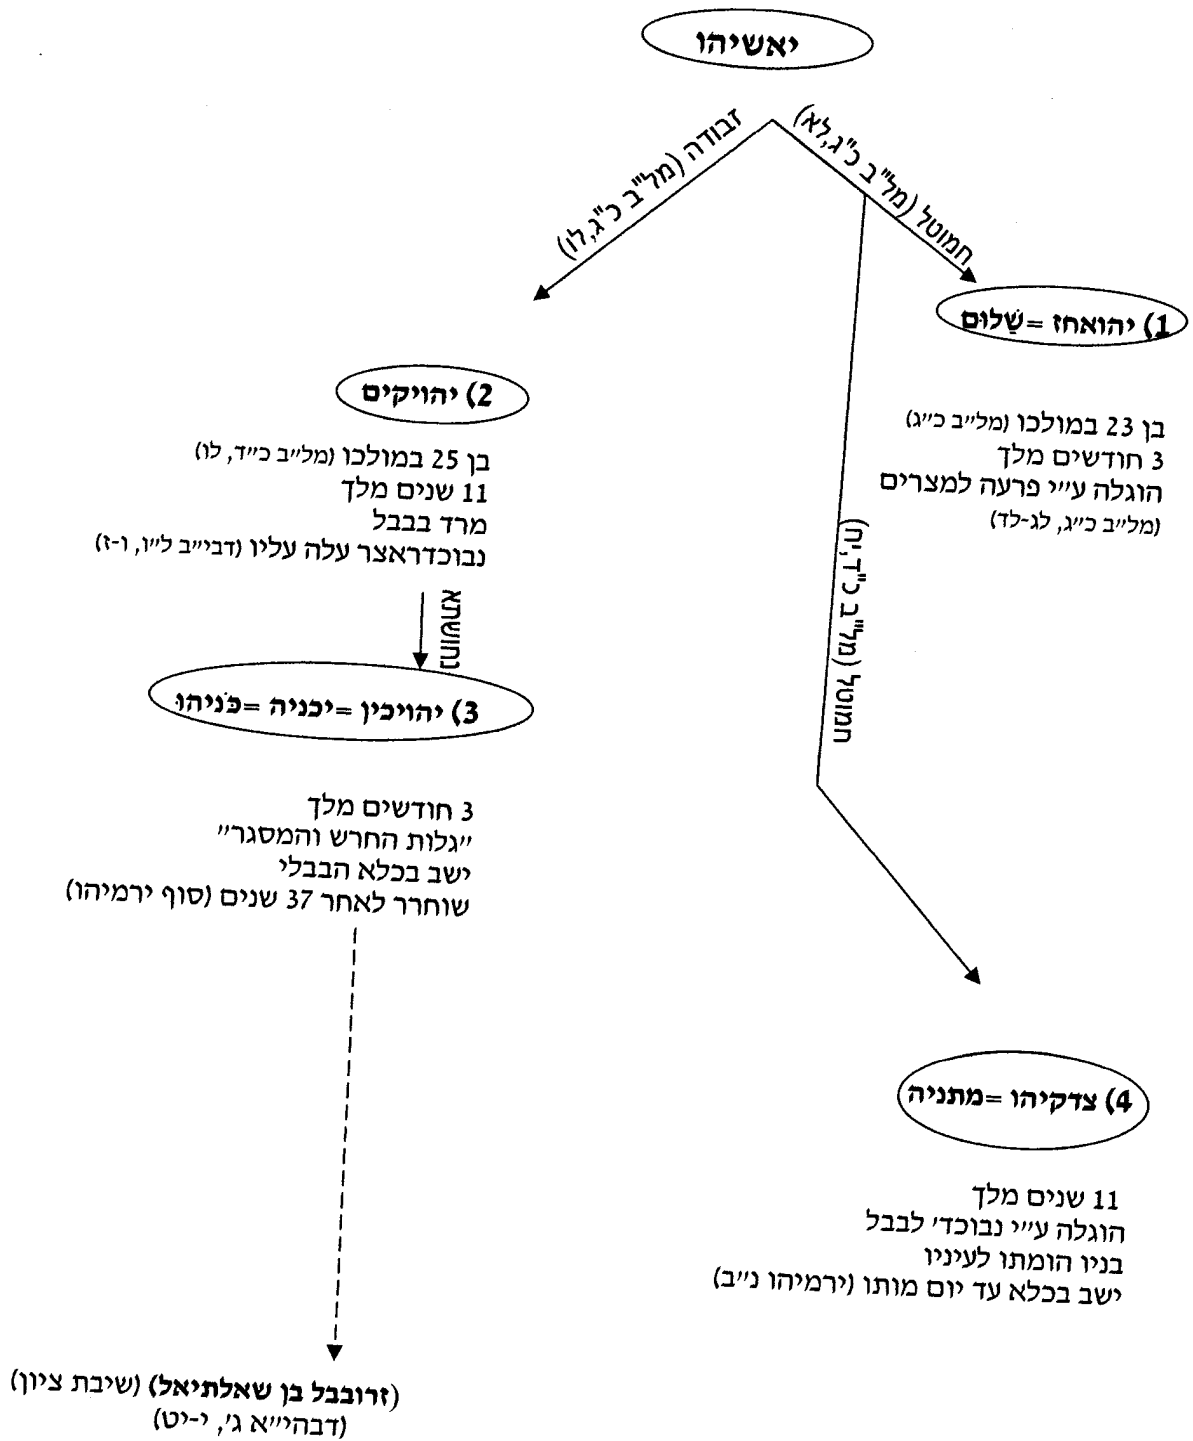 יאשיהו
זבודה (מל"ב כ"ג,לו)
חמוטל (מל"ב כ"ג,לא)
1) יהואחז =שַׁלוּם
בן 23 במולכו (מל״ב כ״ג)
3 חודשים מלך
הוגלה ע״י פרעה למצרים
(מל״ב כ״ג, לג-לד)
2) יהויקים
בן 25 במולכו (מל״ב כ״ד, לו)
11 שנים מלך
מרד בבבל
נבוכדראצר עלה עליו (דבי״ב ל״ו, ו-ז)
נחושתא
3) יהויכין =יכניה =כֹּניהוּ
3 חודשים מלך
״גלות החרש והמסגר״
ישב בכלא הבבלי
שוחרר לאחר 37 שנים (סוף ירמיהו)
חמוטל (מל"ב כ"ד,יח)
4) צדקיהו =מתניה
11 שנים מלך
הוגלה ע״י נבוכד׳ לבבל
בניו הומתו לעיניו
ישב בכלא עד יום מותו (ירמיהו נ״ב)
(זרובבל בן שאלתיאל) (שיבת ציון)
(דבהי״א ג׳, י-יט)